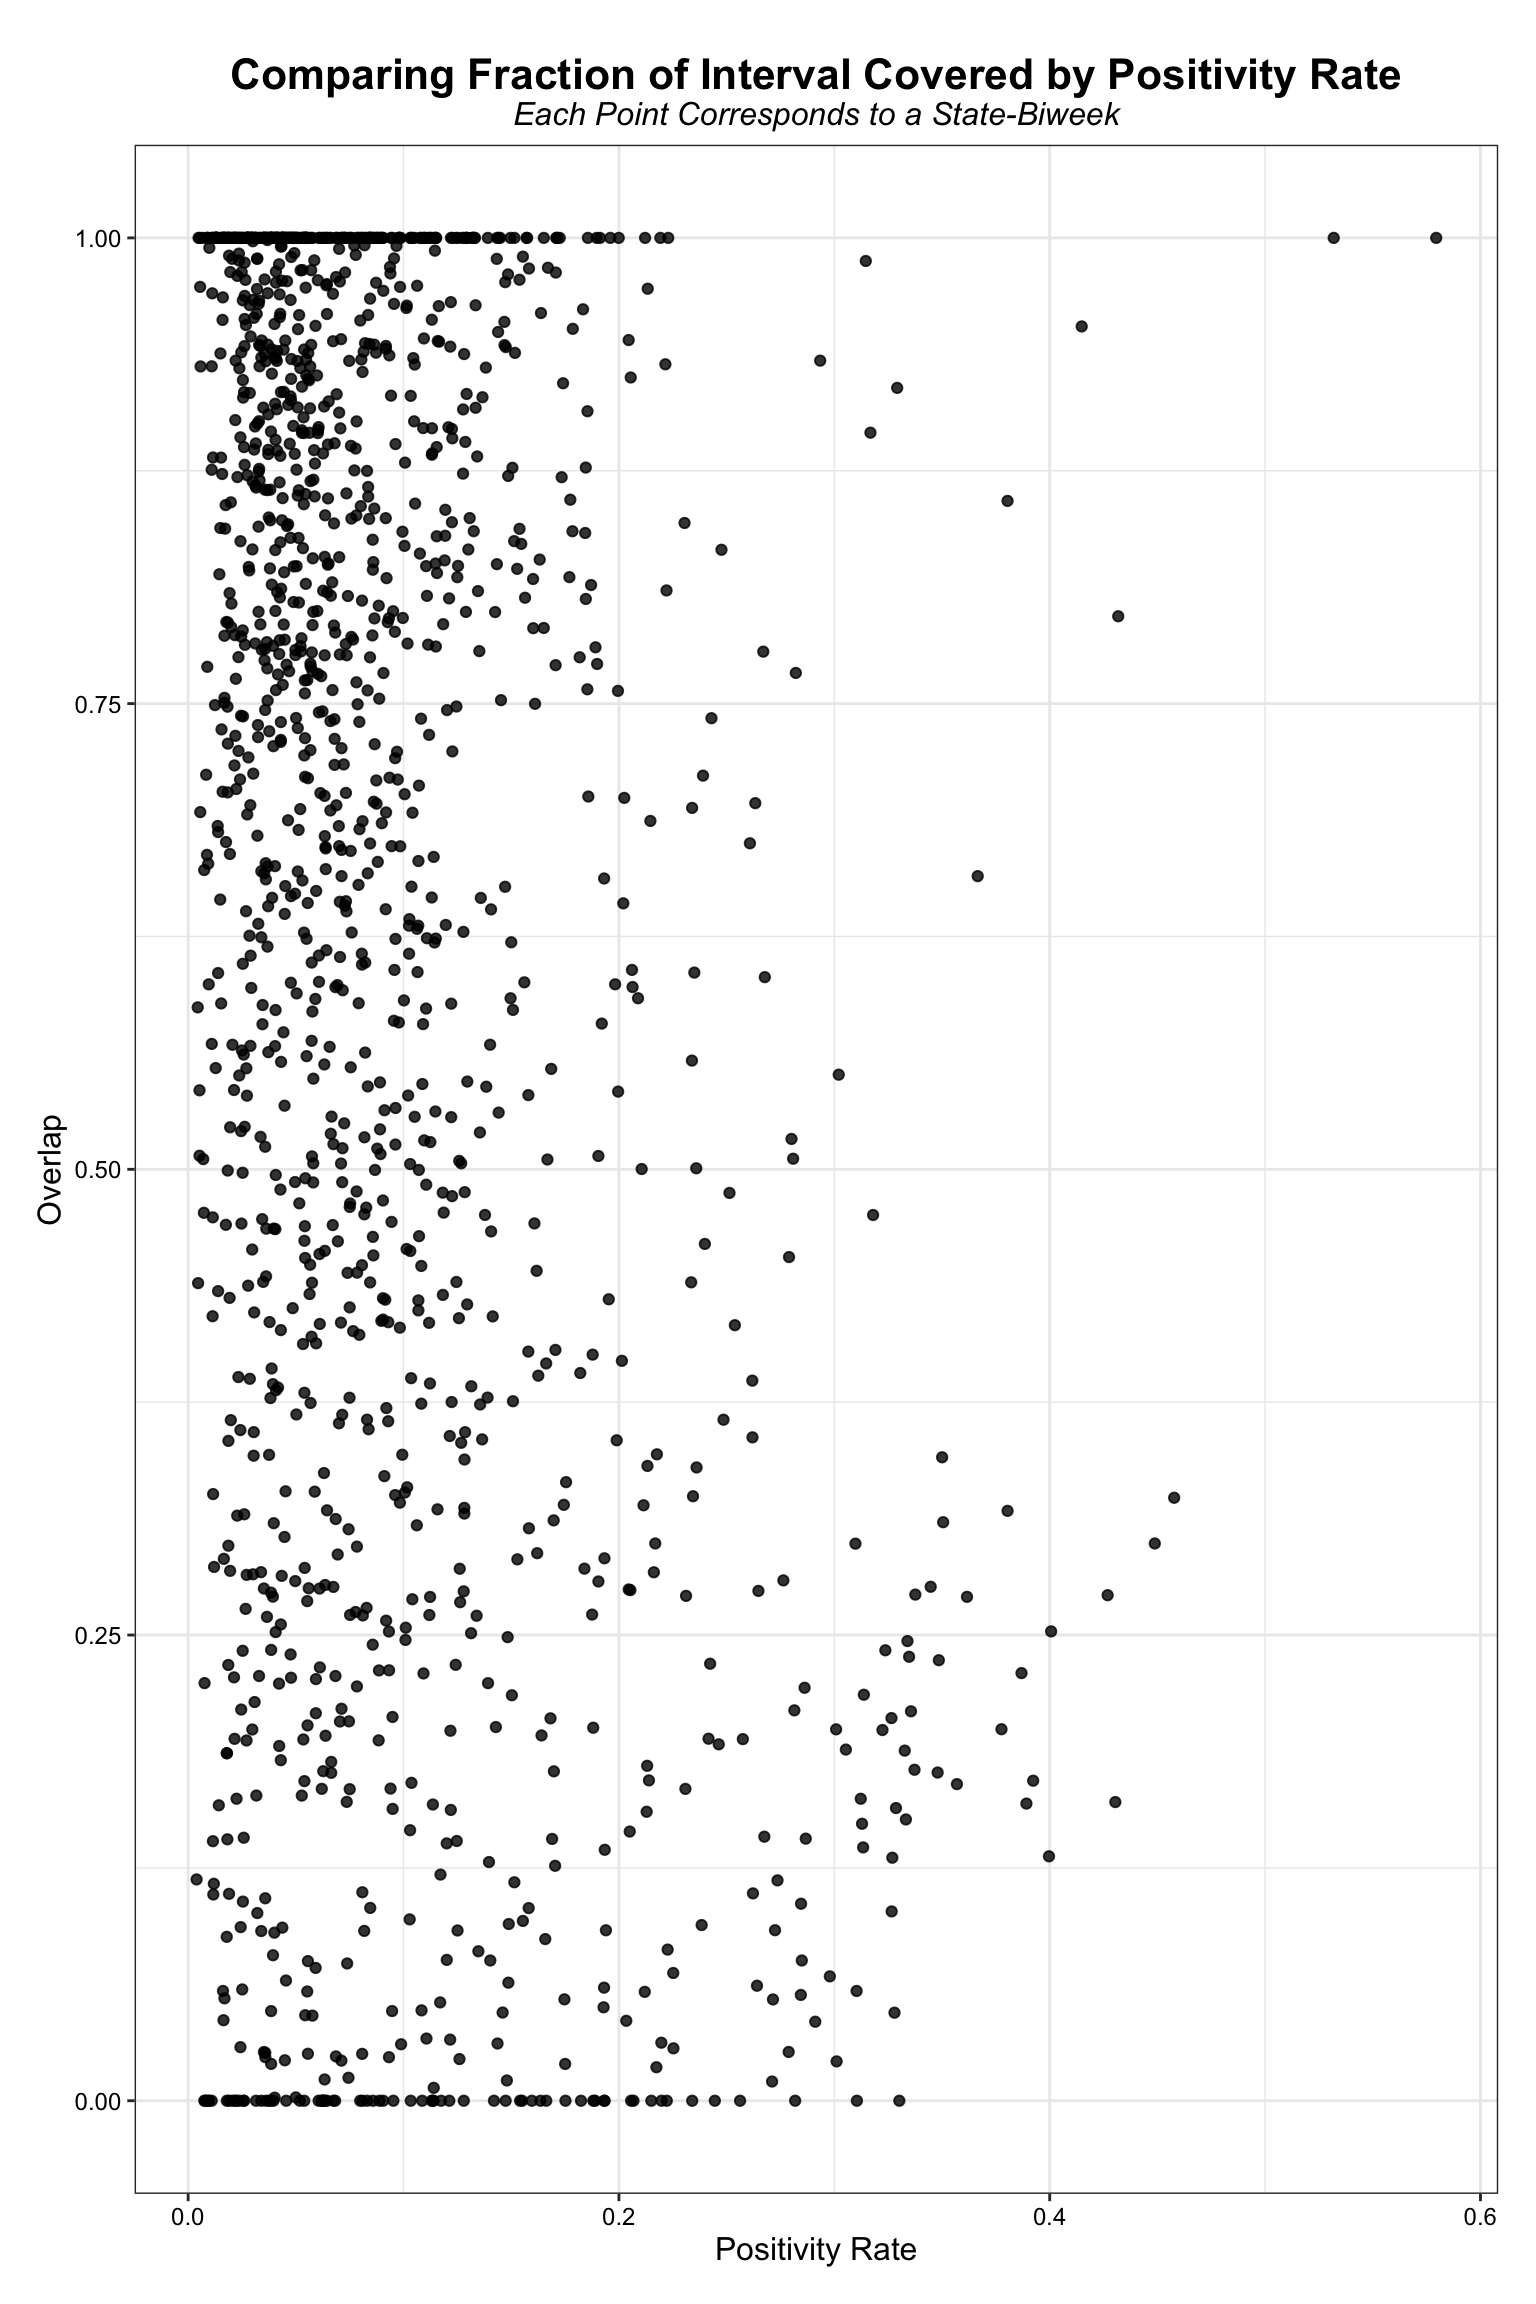 Comparing Fraction of Interval Covered by Positivity Rate
Each Point Corresponds to a State-Biweek
Overlap
1.00
0.75
0.50
0.25
0.00
0.0 0.2 0.4 0.6
Positivity Rate